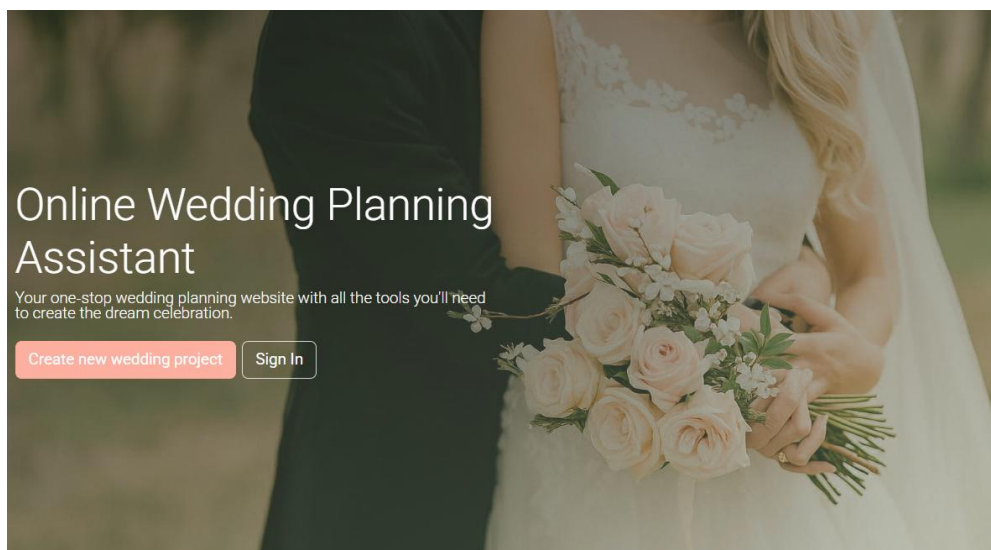 Online Wedding Planning
Assistant
Your one-stop wedding planning website with all the tools you'll need
to create the dream celebration.
Create new wedding project
Sign In